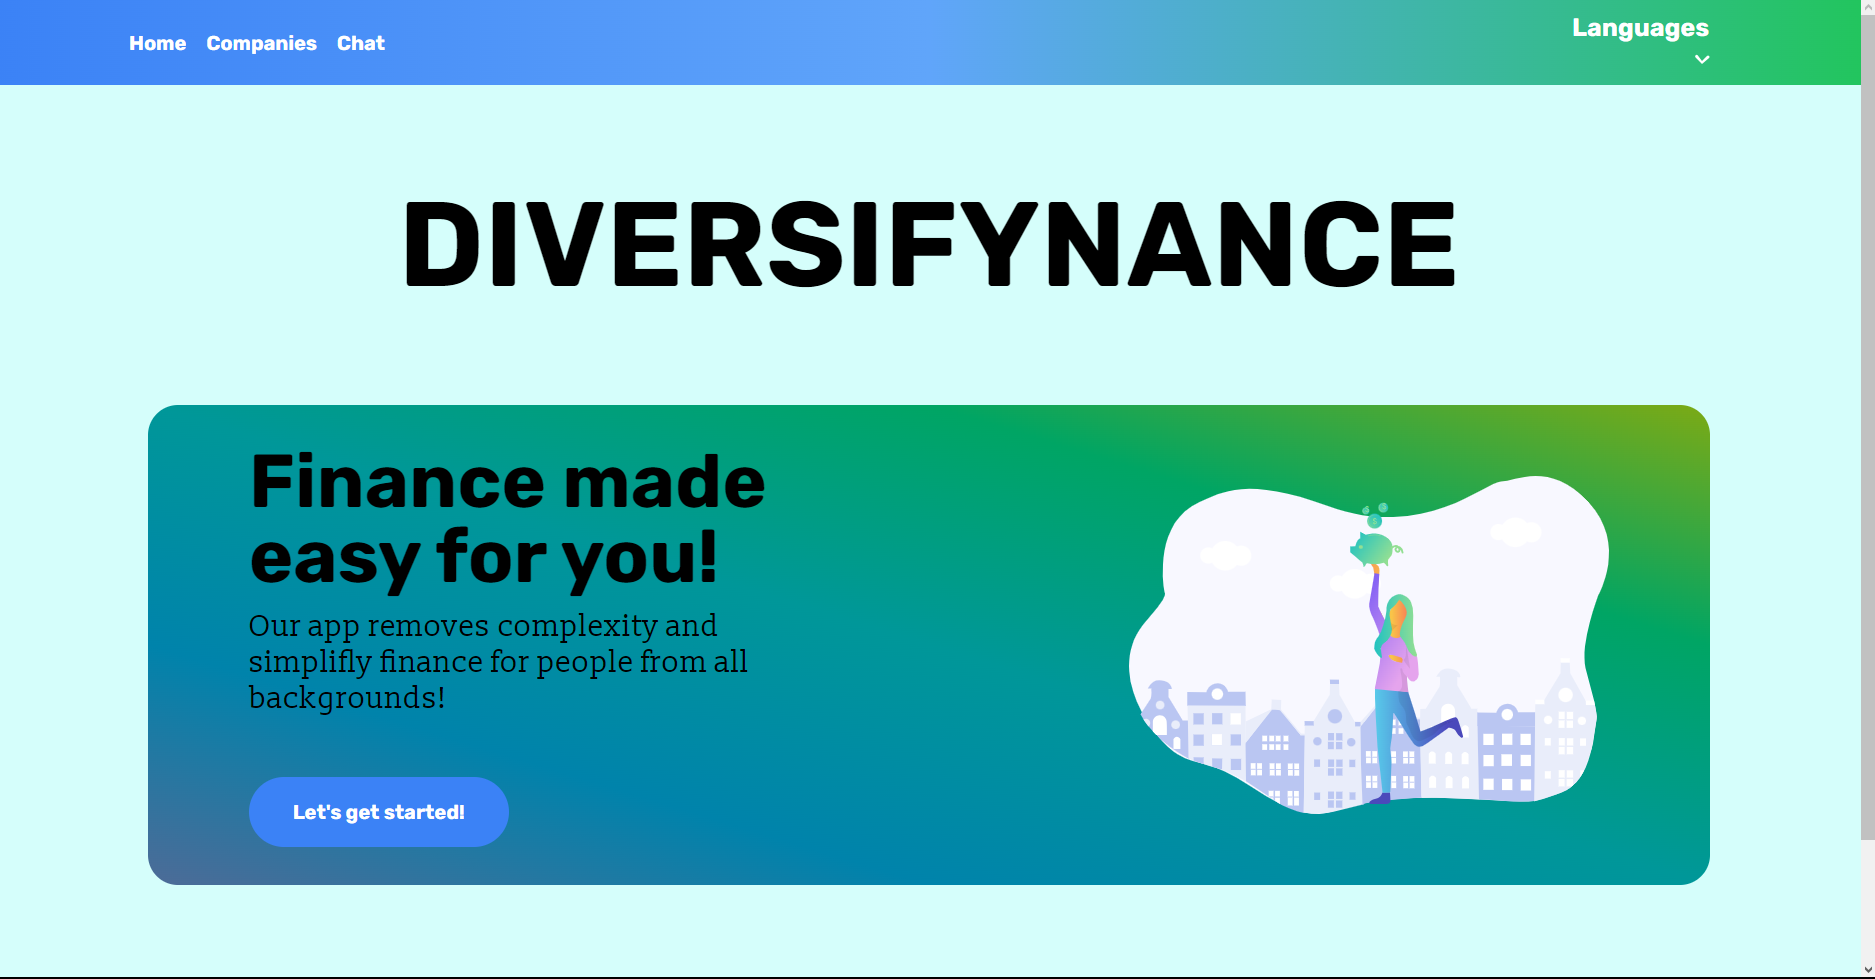 Home Companies Chat
Languages
DIVERSIFYNANCE
Finance made
easy for you!
Our app removes complexity and
simplifly finance for people from all
backgrounds!
Let's get started!